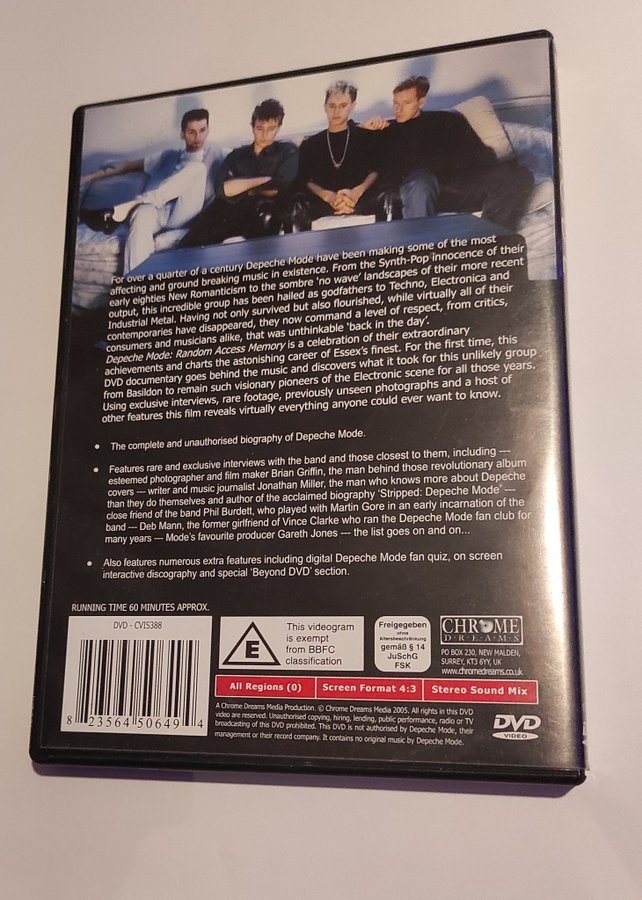 For over a quarter of a century Depeche Mode have been making some of the most
affecting and ground breaking music in existence. From the Synth-Pop innocence of their
early eighties New Romanticism to the sombre 'no wave' landscapes of their more recent
output, this incredible group has been hailed as godfathers to Techno, Electronica and
Industrial Metal. Having not only survived but also flourished, while virtually all of their
contemporaries have disappeared, they now command a level of respect, from critics,
consumers and musicians alike, that was unthinkable 'back in the day'.
Depeche Mode: Random Access Memory is a celebration of their extraordinary
achievements and charts the astonishing career of Essex's finest. For the first time, this
DVD documentary goes behind the music and discovers what it took for this unlikely group
from Basildon to remain such visionary pioneers of the Electronic scene for all those years.
Using exclusive interviews, rare footage, previously unseen photographs and a host of
other features this film reveals virtually everything anyone could ever want to know.
• The complete and unauthorised biography of Depeche Mode.
• Features rare and exclusive interviews with the band and those closest to them, including ---
esteemed photographer and film maker Brian Griffin, the man behind those revolutionary album
covers --- writer and music journalist Jonathan Miller, the man who knows more about Depeche
than they do themselves and author of the acclaimed biography 'Stripped: Depeche Mode' ---
close friend of the band Phil Burdett, who played with Martin Gore in an early incarnation of the
band --- Deb Mann, the former girlfriend of Vince Clarke who ran the Depeche Mode fan club for
many years --- Mode's favourite producer Gareth Jones --- the list goes on and on...
• Also features numerous extra features including digital Depeche Mode fan quiz, on screen
interactive discography and special 'Beyond DVD' section.
RUNNING TIME 60 MINUTES APPROX.
DVD - CVIS388
8 23564 50649 4
E
This videogram
is exempt
from BBFC
classification
Freigegeben
ohne
Altersbeschränkung
gemäß § 14
JuSchG
FSK
CHROME
DREAMS
PO BOX 230, NEW MALDEN,
SURREY, KT3 6YY, UK
www.chromedreams.co.uk
All Regions (0)
Screen Format 4:3
Stereo Sound Mix
A Chrome Dreams Media Production. © Chrome Dreams Media 2005. All rights in this DVD
video are reserved. Unauthorised copying, hiring, lending, public performance, radio or TV
broadcasting of this DVD prohibited. This DVD is not authorised by Depeche Mode, their
management or their record company. It contains no original music by Depeche Mode.
DVD
VIDEO